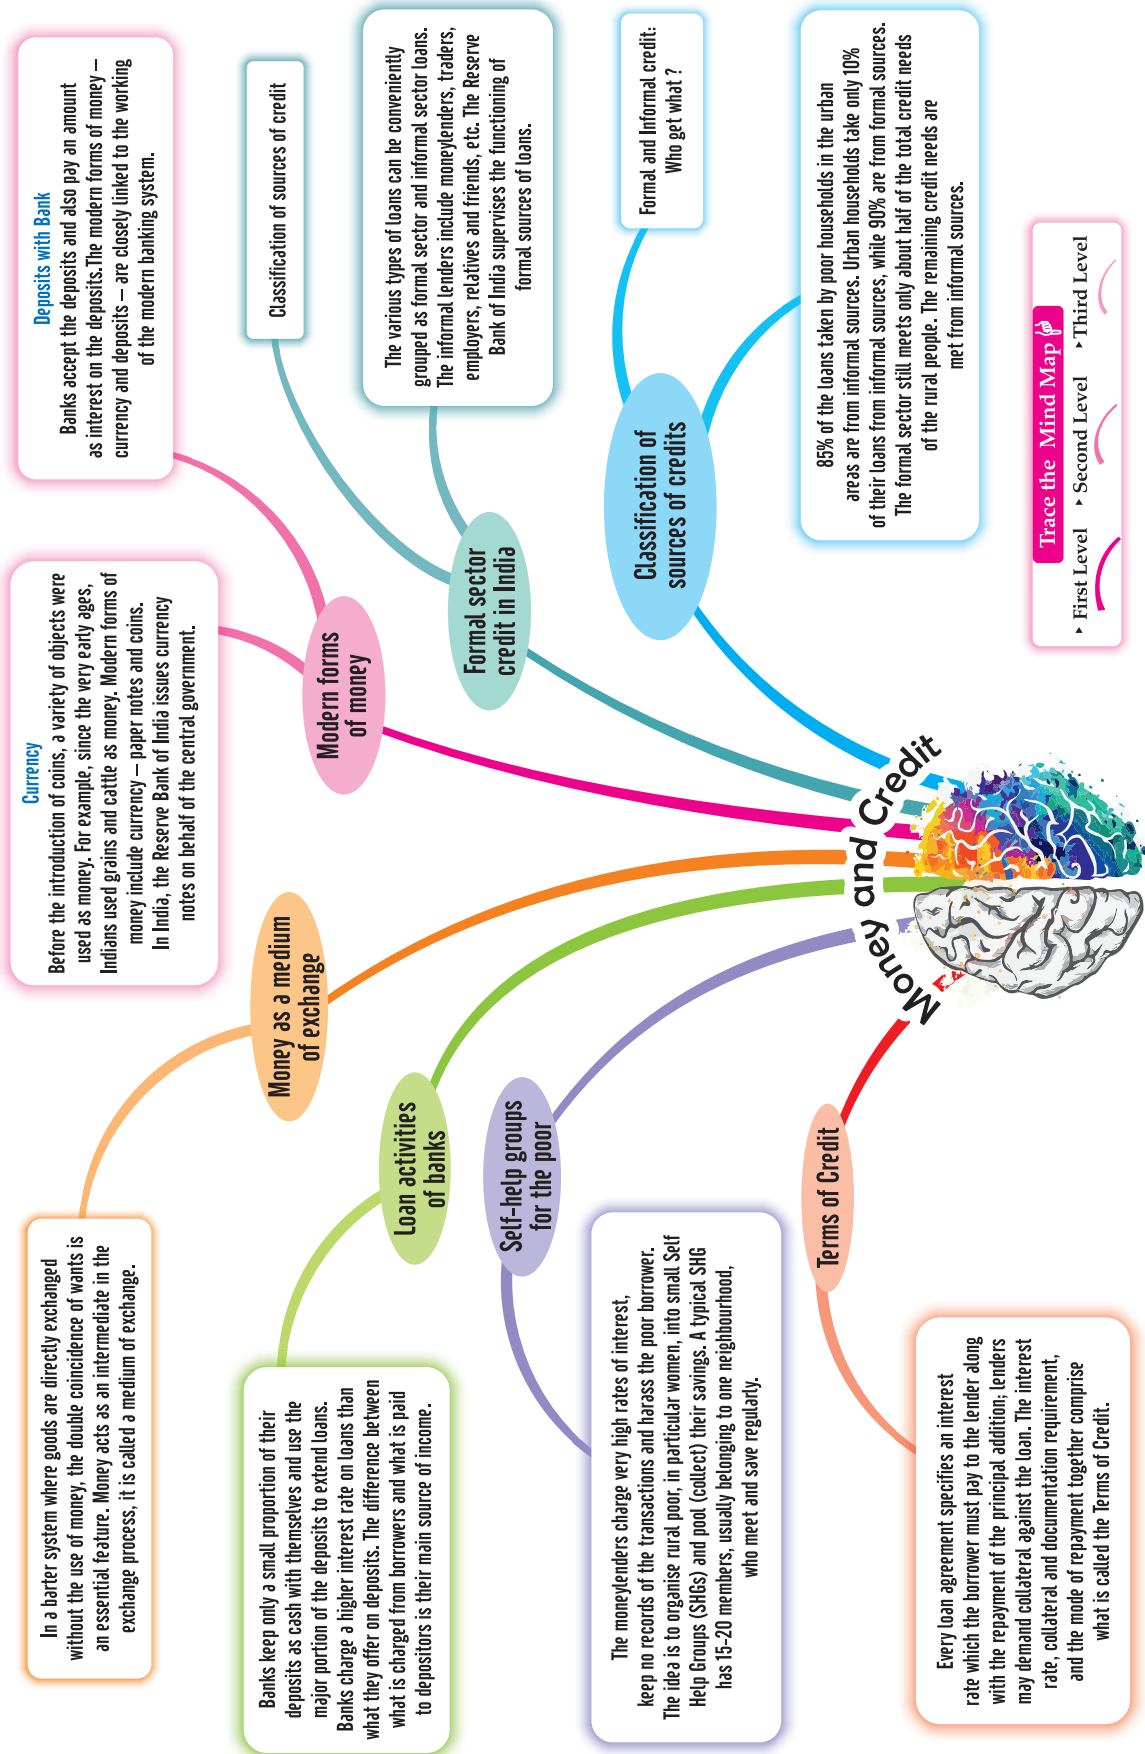 Money and Credit
Terms of Credit
Every loan agreement specifies an interest
rate which the borrower must pay to the lender along
with the repayment of the principal addition; lenders
may demand collateral against the loan. The interest
rate, collateral and documentation requirement,
and the mode of repayment together comprise
what is called the Terms of Credit.
Self-help groups
for the poor
The moneylenders charge very high rates of interest,
keep no records of the transactions and harass the poor borrower.
The idea is to organise rural poor, in particular women, into small Self
Help Groups (SHGs) and pool (collect) their savings. A typical SHG
has 15-20 members, usually belonging to one neighbourhood,
who meet and save regularly.
Loan activities
of banks
Banks keep only a small proportion of their
deposits as cash with themselves and use the
major portion of the deposits to extend loans.
Banks charge a higher interest rate on loans than
what they offer on deposits. The difference between
what is charged from borrowers and what is paid
to depositors is their main source of income.
Money as a medium
of exchange
In a barter system where goods are directly exchanged
without the use of money, the double coincidence of wants is
an essential feature. Money acts as an intermediate in the
exchange process, it is called a medium of exchange.
Modern forms
of money
Currency
Before the introduction of coins, a variety of objects were
used as money. For example, since the very early ages,
Indians used grains and cattle as money. Modern forms of
money include currency — paper notes and coins.
In India, the Reserve Bank of India issues currency
notes on behalf of the central government.
Deposits with Bank
Banks accept the deposits and also pay an amount
as interest on the deposits.The modern forms of money —
currency and deposits — are closely linked to the working
of the modern banking system.
Formal sector
credit in India
Classification of sources of credit
The various types of loans can be conveniently
grouped as formal sector and informal sector loans.
The informal lenders include moneylenders, traders,
employers, relatives and friends, etc. The Reserve
Bank of India supervises the functioning of
formal sources of loans.
Classification of
sources of credits
Formal and Informal credit:
Who get what ?
85% of the loans taken by poor households in the urban
areas are from informal sources. Urban households take only 10%
of their loans from informal sources, while 90% are from formal sources.
The formal sector still meets only about half of the total credit needs
of the rural people. The remaining credit needs are
met from informal sources.
Trace the Mind Map
▸ First Level ▸ Second Level ▸ Third Level